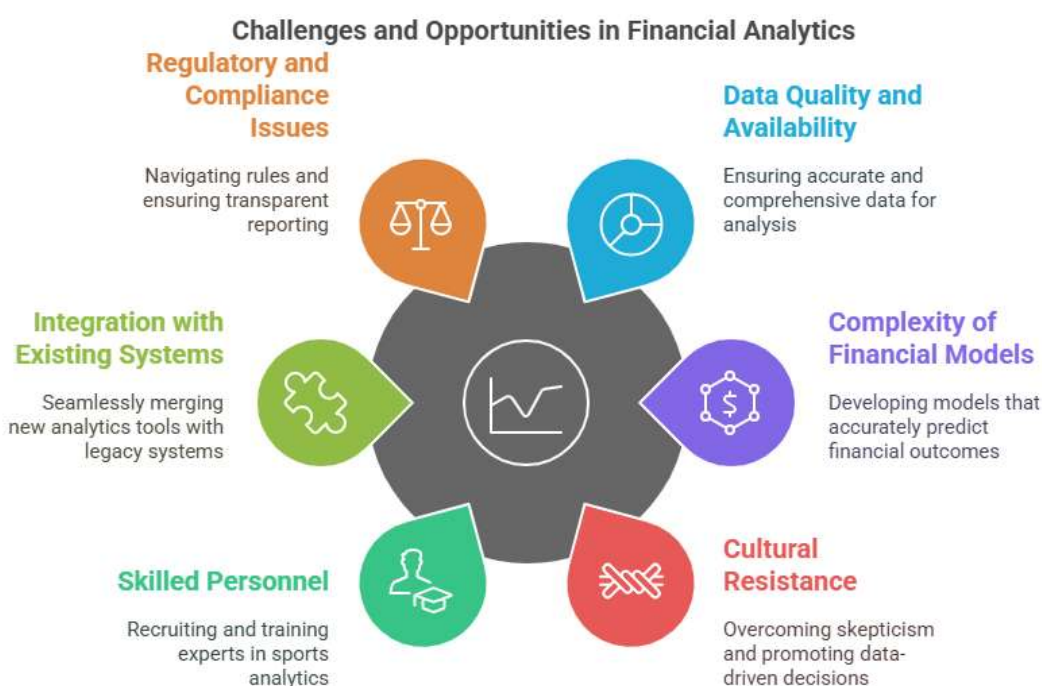 Challenges and Opportunities in Financial Analytics
Regulatory and
Compliance
Issues
Navigating rules and
ensuring transparent
reporting
Data Quality and
Availability
Ensuring accurate and
comprehensive data for
analysis
Integration with
Existing Systems
Seamlessly merging
new analytics tools with
legacy systems
Complexity of
Financial Models
Developing models that
accurately predict
financial outcomes
$
Skilled Personnel
Recruiting and training
experts in sports
analytics
Cultural
Resistance
Overcoming skepticism
and promoting data-
driven decisions